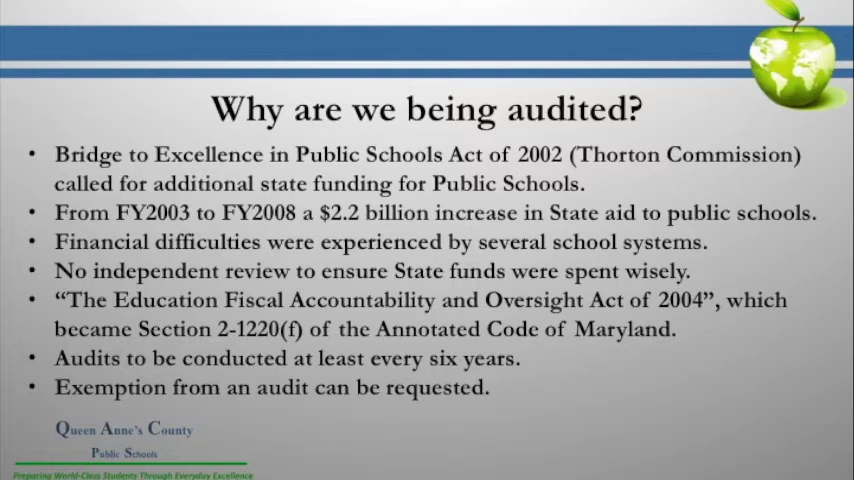 Why are we being audited?
• Bridge to Excellence in Public Schools Act of 2002 (Thorton Commission)
called for additional state funding for Public Schools.
• From FY2003 to FY2008 a $2.2 billion increase in State aid to public schools.
• Financial difficulties were experienced by several school systems.
• No independent review to ensure State funds were spent wisely.
• “The Education Fiscal Accountability and Oversight Act of 2004”, which
became Section 2-1220(f) of the Annotated Code of Maryland.
• Audits to be conducted at least every six years.
• Exemption from an audit can be requested.
Queen Anne's County
Public Schools
Preparing World-Class Students Through Everyday Excellence